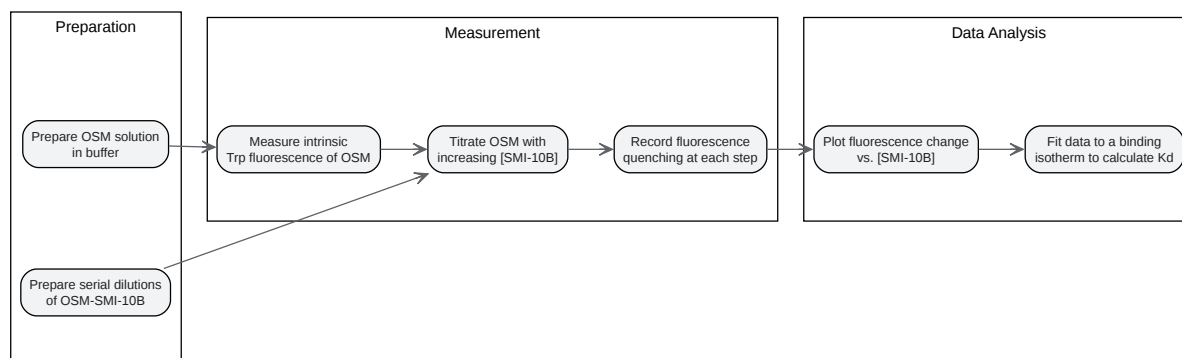 Preparation
Prepare OSM solution
in buffer
Prepare serial dilutions
of OSM-SMI-10B
Measurement
Measure intrinsic
Trp fluorescence of OSM
Titrate OSM with
increasing [SMI-10B]
Record fluorescence
quenching at each step
Data Analysis
Plot fluorescence change
vs. [SMI-10B]
Fit data to a binding
isotherm to calculate Kd